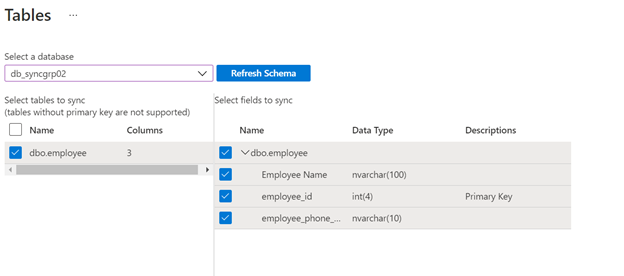 Tables ...
Select a database
db_syncgrp02
Refresh Schema
Select tables to sync
(tables without primary key are not supported)
Name Columns
dbo.employee 3
Select fields to sync
Name Data Type Descriptions
dbo.employee
Employee Name nvarchar(100)
employee_id int(4) Primary Key
employee_phone_... nvarchar(10)